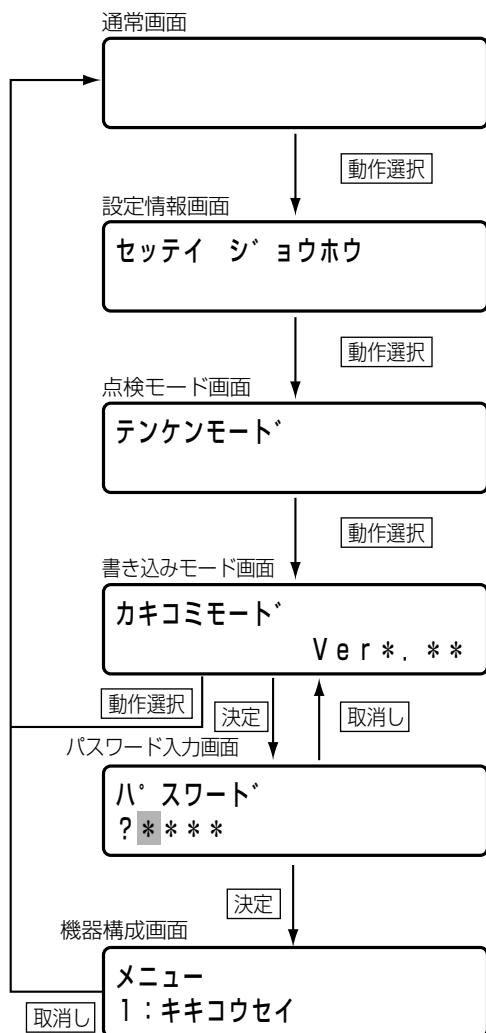 通常画面
動作選択
設定情報画面
セッテイ シ゛ョウホウ
動作選択
点検モード画面
テンケンモート゛
動作選択
書き込みモード画面
カキコミモート゛
Ver*.**
動作選択
決定
取消し
パスワード入力画面
ハ゜スワート゛
?****
決定
機器構成画面
メニュー
1:キキコウセイ
取消し